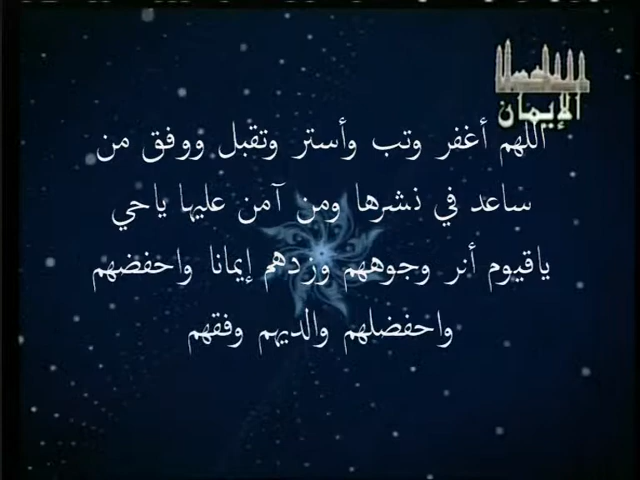 الإيمان
اللهم أغفر وتب وأستر وتقبل ووفق من
ساعد في نشرها ومن آمن عليها ياحي
ياقيوم أنر وجوههم وزدهم إيمانا واحفضهم
واحفضلهم والديهم وفقهم